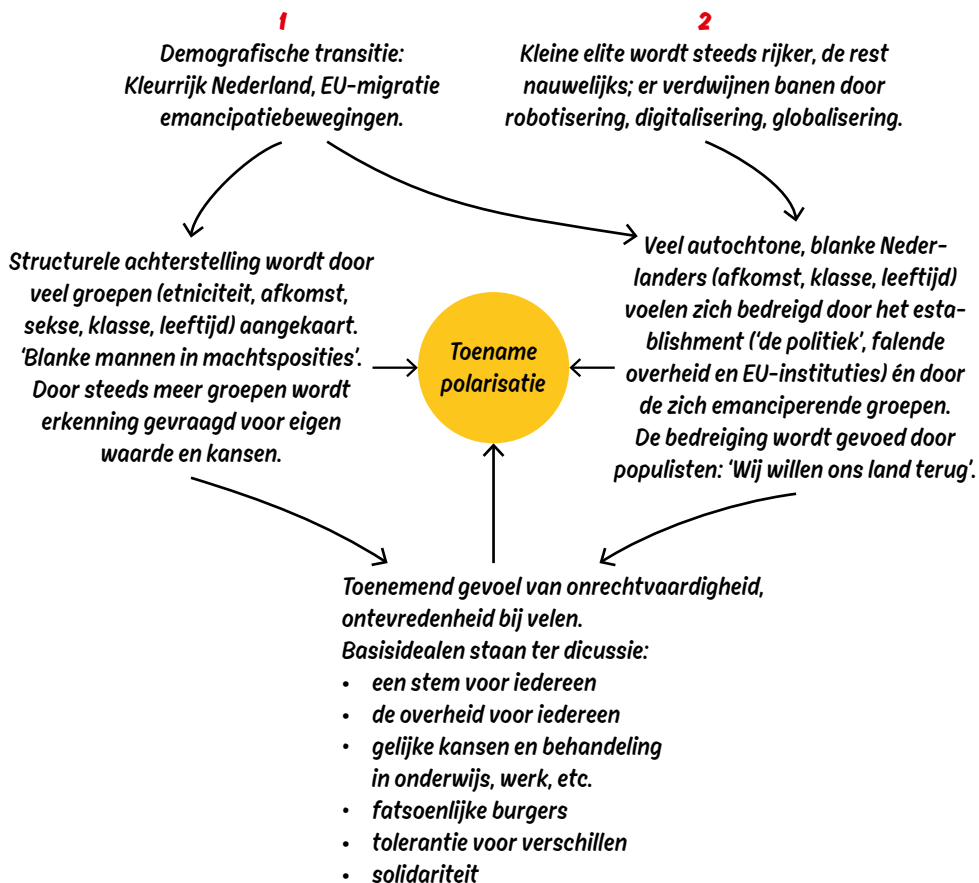 1
Demografische transitie:
Kleurrijk Nederland, EU-migratie
emancipatiebewegingen.
2
Kleine elite wordt steeds rijker, de rest
nauwelijks; er verdwijnen banen door
robotisering, digitalisering, globalisering.
Structurele achterstelling wordt door
veel groepen (etniciteit, afkomst,
sekse, klasse, leeftijd) aangekaart.
‘Blanke mannen in machtsposities’.
Door steeds meer groepen wordt
erkenning gevraagd voor eigen
waarde en kansen.
Toename
polarisatie
Veel autochtone, blanke Neder-
landers (afkomst, klasse, leeftijd)
voelen zich bedreigd door het esta-
blishment (‘de politiek’, falende
overheid en EU-instituties) én door
de zich emanciperende groepen.
De bedreiging wordt gevoed door
populisten: ‘Wij willen ons land terug’.
Toenemend gevoel van onrechtvaardigheid,
ontevredenheid bij velen.
Basisidealen staan ter dicussie:
• een stem voor iedereen
• de overheid voor iedereen
• gelijke kansen en behandeling
in onderwijs, werk, etc.
• fatsoenlijke burgers
• tolerantie voor verschillen
• solidariteit